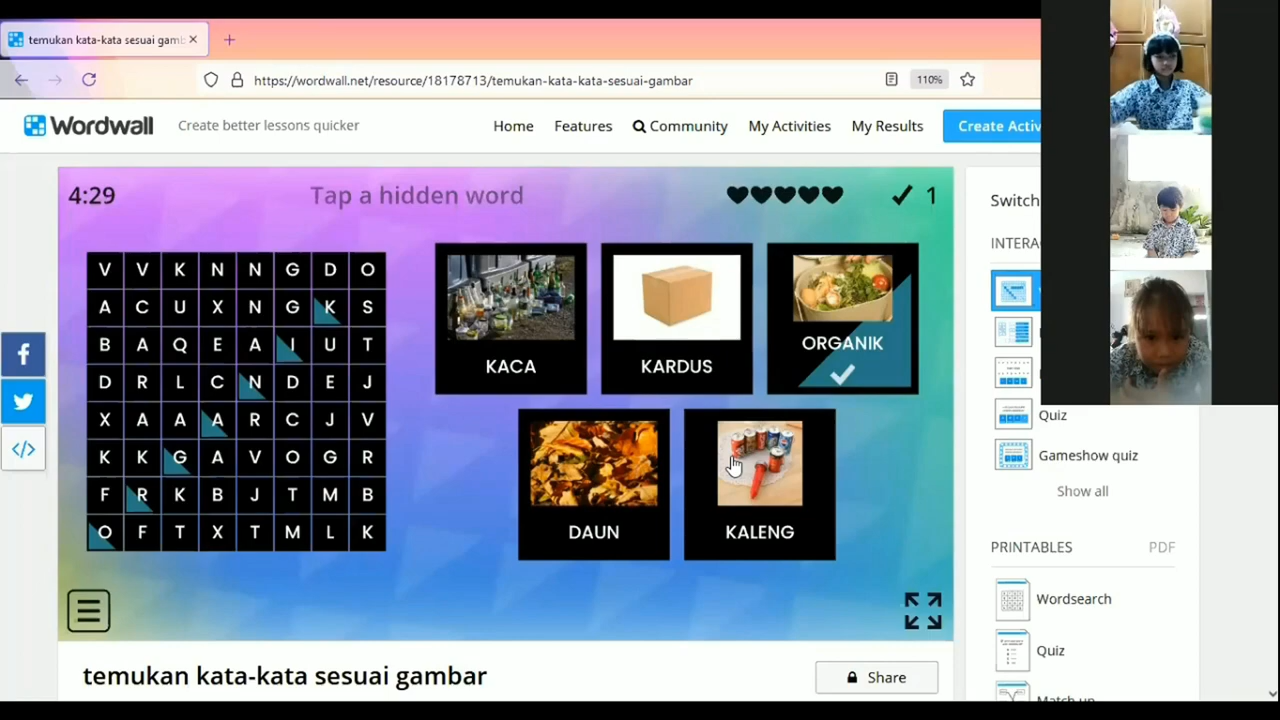 temukan kata-kata sesuai gamb
https://wordwall.net/resource/18178713/temukan-kata-kata-sesuai-gambar
110%
Wordwall
Create better lessons quicker
Home
Features
Community
My Activities
My Results
Create Activ
4:29
Tap a hidden word
1
V V K N N G D O
A C U X N G K S
B A Q E A I U T
D R L C N D E J
X A A A R C J V
K K G A V O G R
F R K B J T M B
O F T X T M L K
KACA
KARDUS
ORGANIK
DAUN
KALENG
temukan kata-kata sesuai gambar
Share
Switch
INTERA
Quiz
Gameshow quiz
Show all
PRINTABLES
PDF
Wordsearch
Quiz
Match up